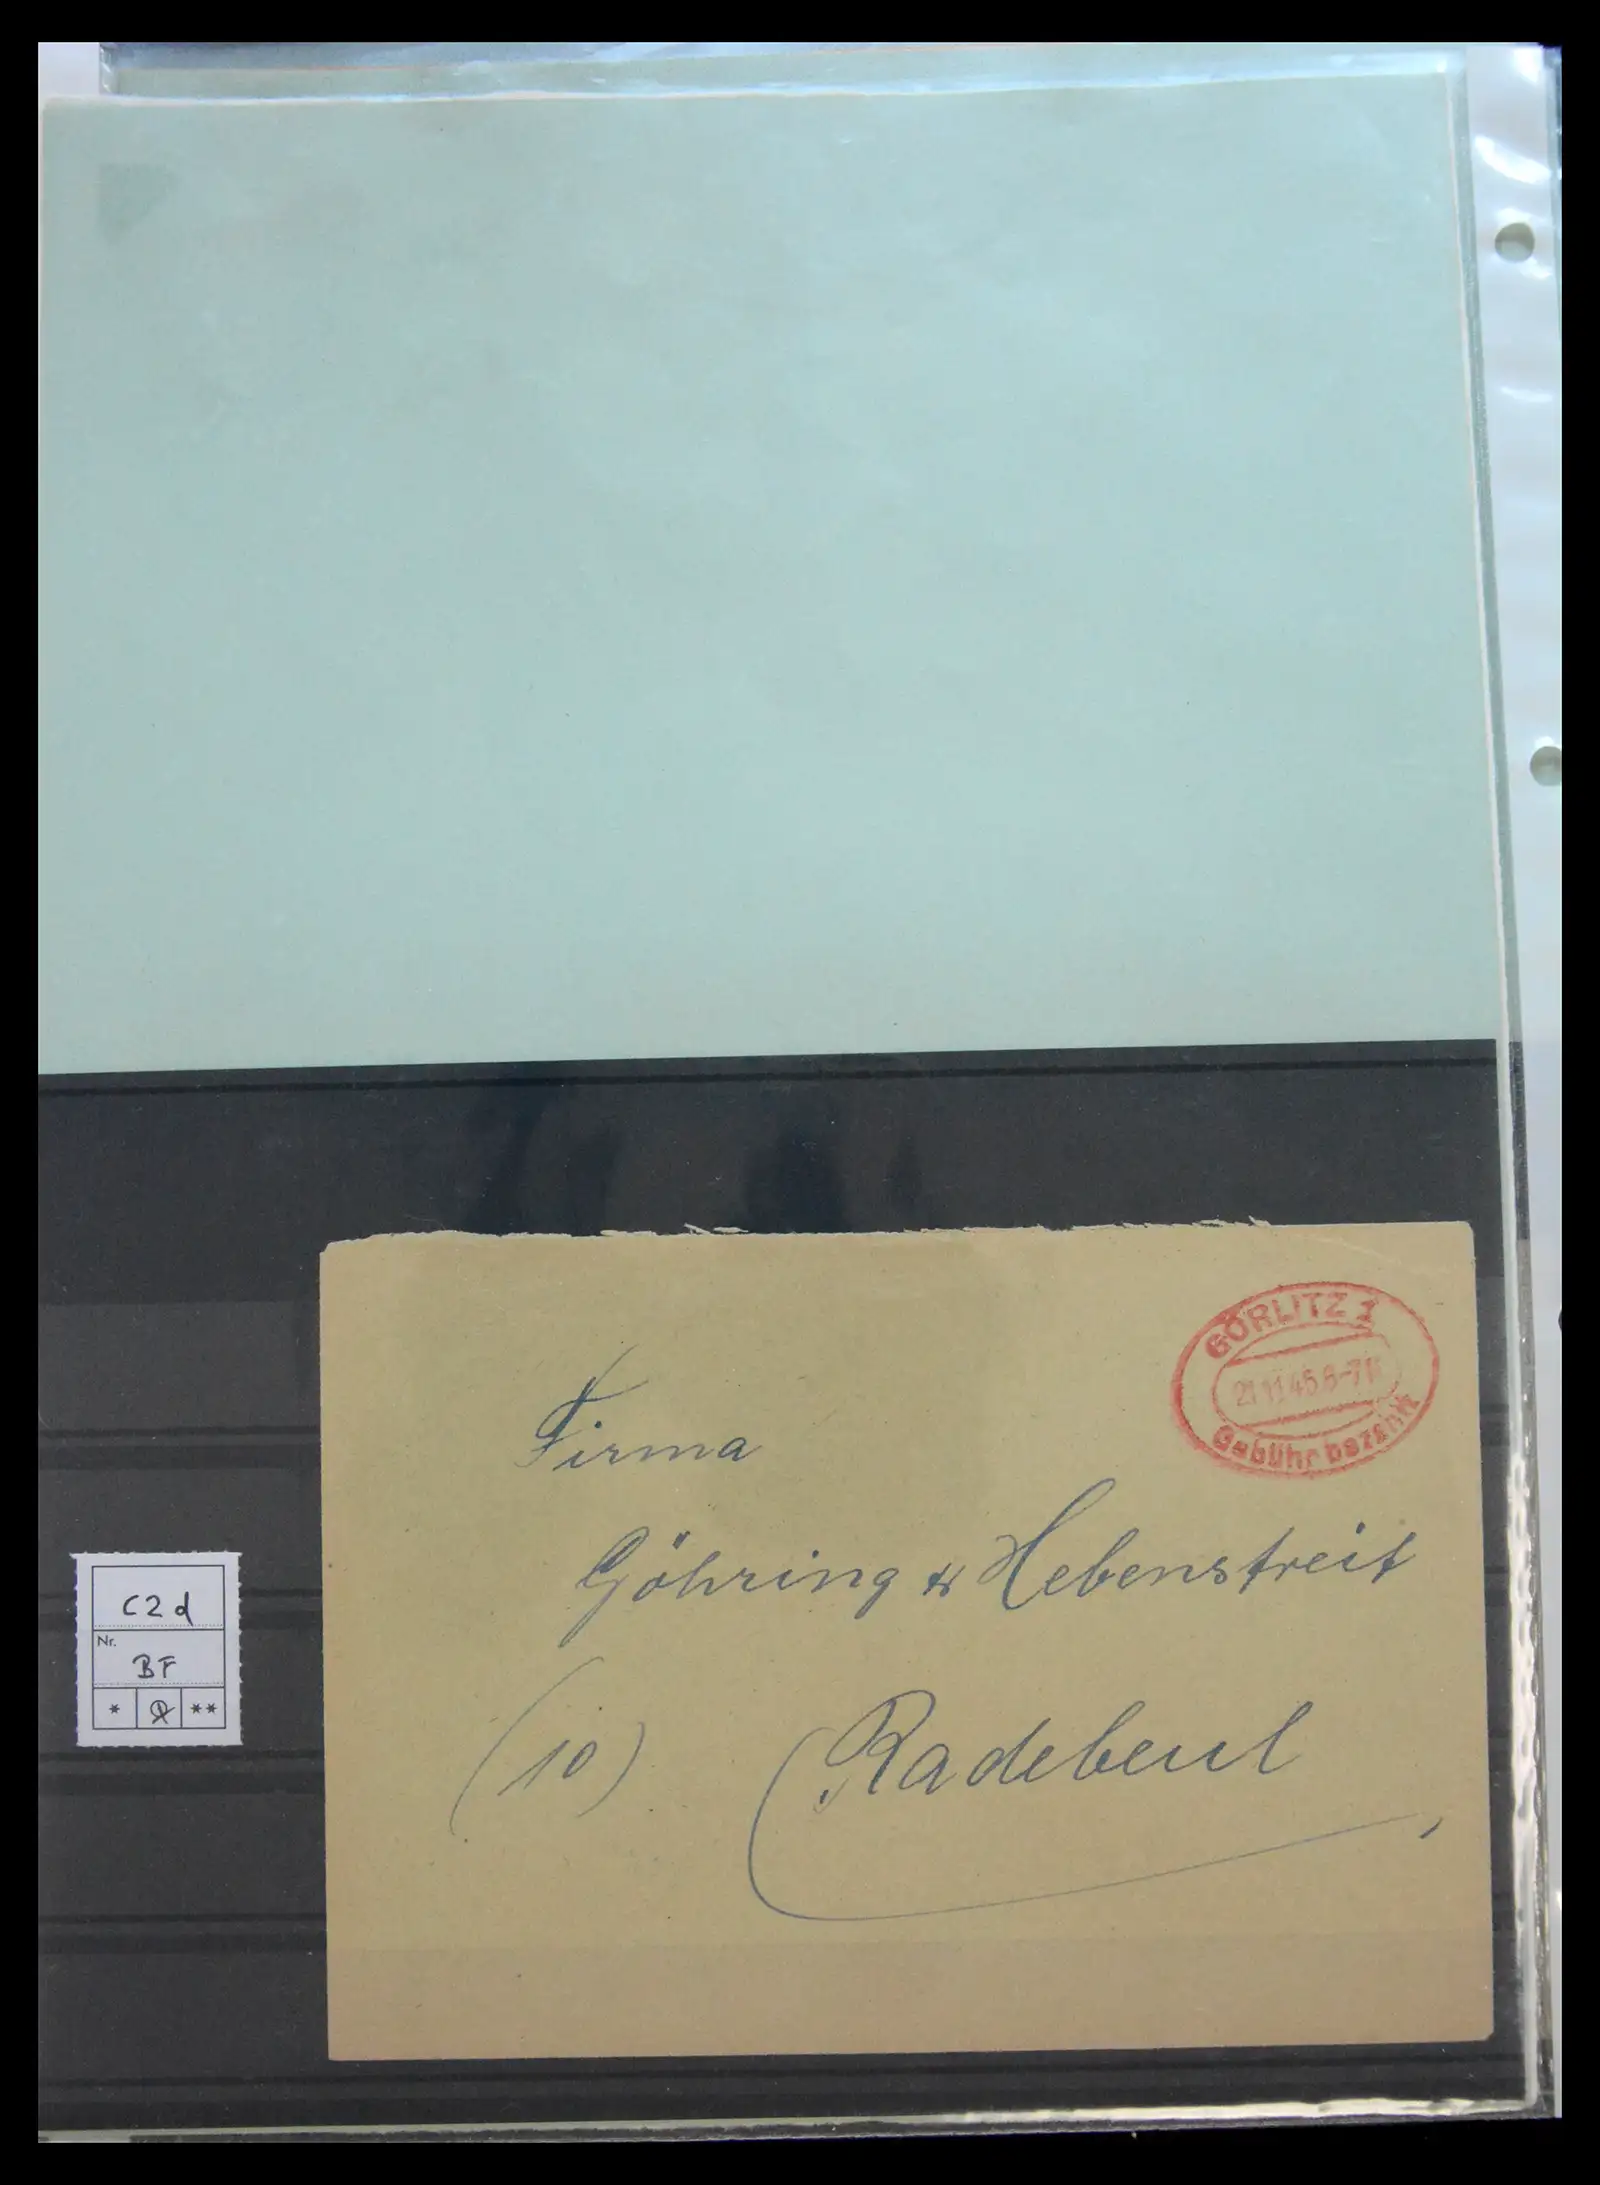 GÖRLITZ 1
21.11.45.6-7
Gebühr bezahlt
Firma
Göhring & Hebenstreit
(10) Radebeul
C2d
Nr.
BF
* **